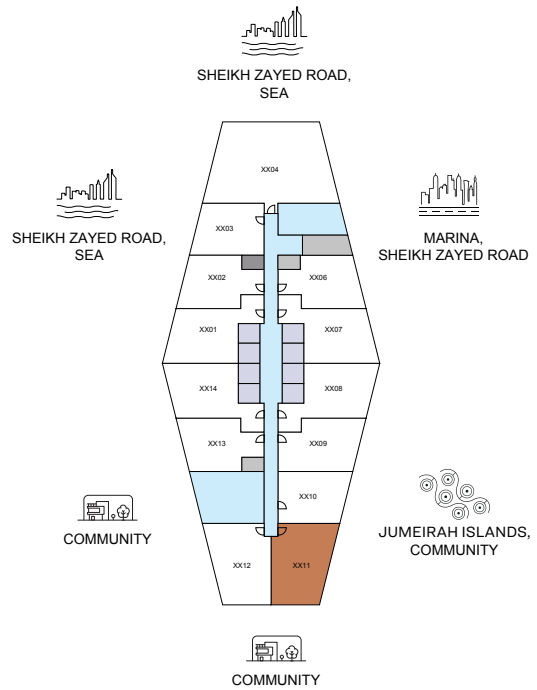 SHEIKH ZAYED ROAD,
SEA
XX04
SHEIKH ZAYED ROAD,
SEA
XX03
MARINA,
SHEIKH ZAYED ROAD
XX02
XX06
XX01
XX07
XX14
XX08
XX13
XX09
XX10
COMMUNITY
JUMEIRAH ISLANDS,
COMMUNITY
XX12
XX11
COMMUNITY